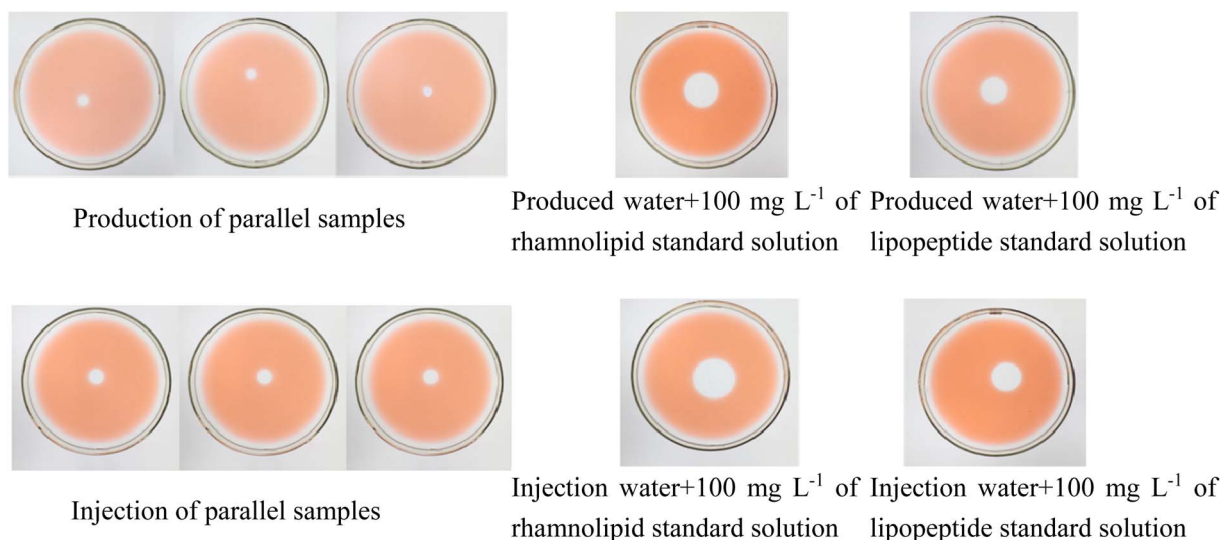 Production of parallel samples
Produced water+100 mg L⁻¹ of
rhamnolipid standard solution
Produced water+100 mg L⁻¹ of
lipopeptide standard solution
Injection of parallel samples
Injection water+100 mg L⁻¹ of
rhamnolipid standard solution
Injection water+100 mg L⁻¹ of
lipopeptide standard solution